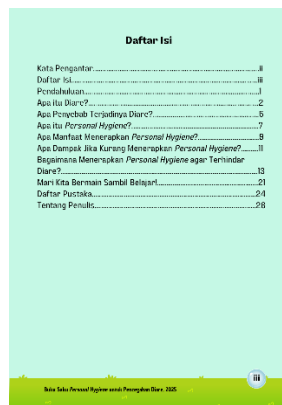 Daftar Isi
Kata Pengantar..............................................................ii
Daftar Isi......................................................................iii
Pendahuluan.................................................................1
Apa itu Diare?................................................................2
Apa Penyebab Terjadinya Diare?........................................5
Apa itu Personal Hygiene?................................................7
Apa Manfaat Menerapkan Personal Hygiene?.......................9
Apa Dampak Jika Kurang Menerapkan Personal Hygiene?........11
Bagaimana Menerapkan Personal Hygiene agar Terhindar
Diare?.........................................................................13
Mari Kita Bermain Sambil Belajar!.....................................21
Daftar Pustaka..............................................................24
Tentang Penulis.............................................................26
iii
Buku Saku Personal Hygiene untuk Pencegahan Diare, 2025